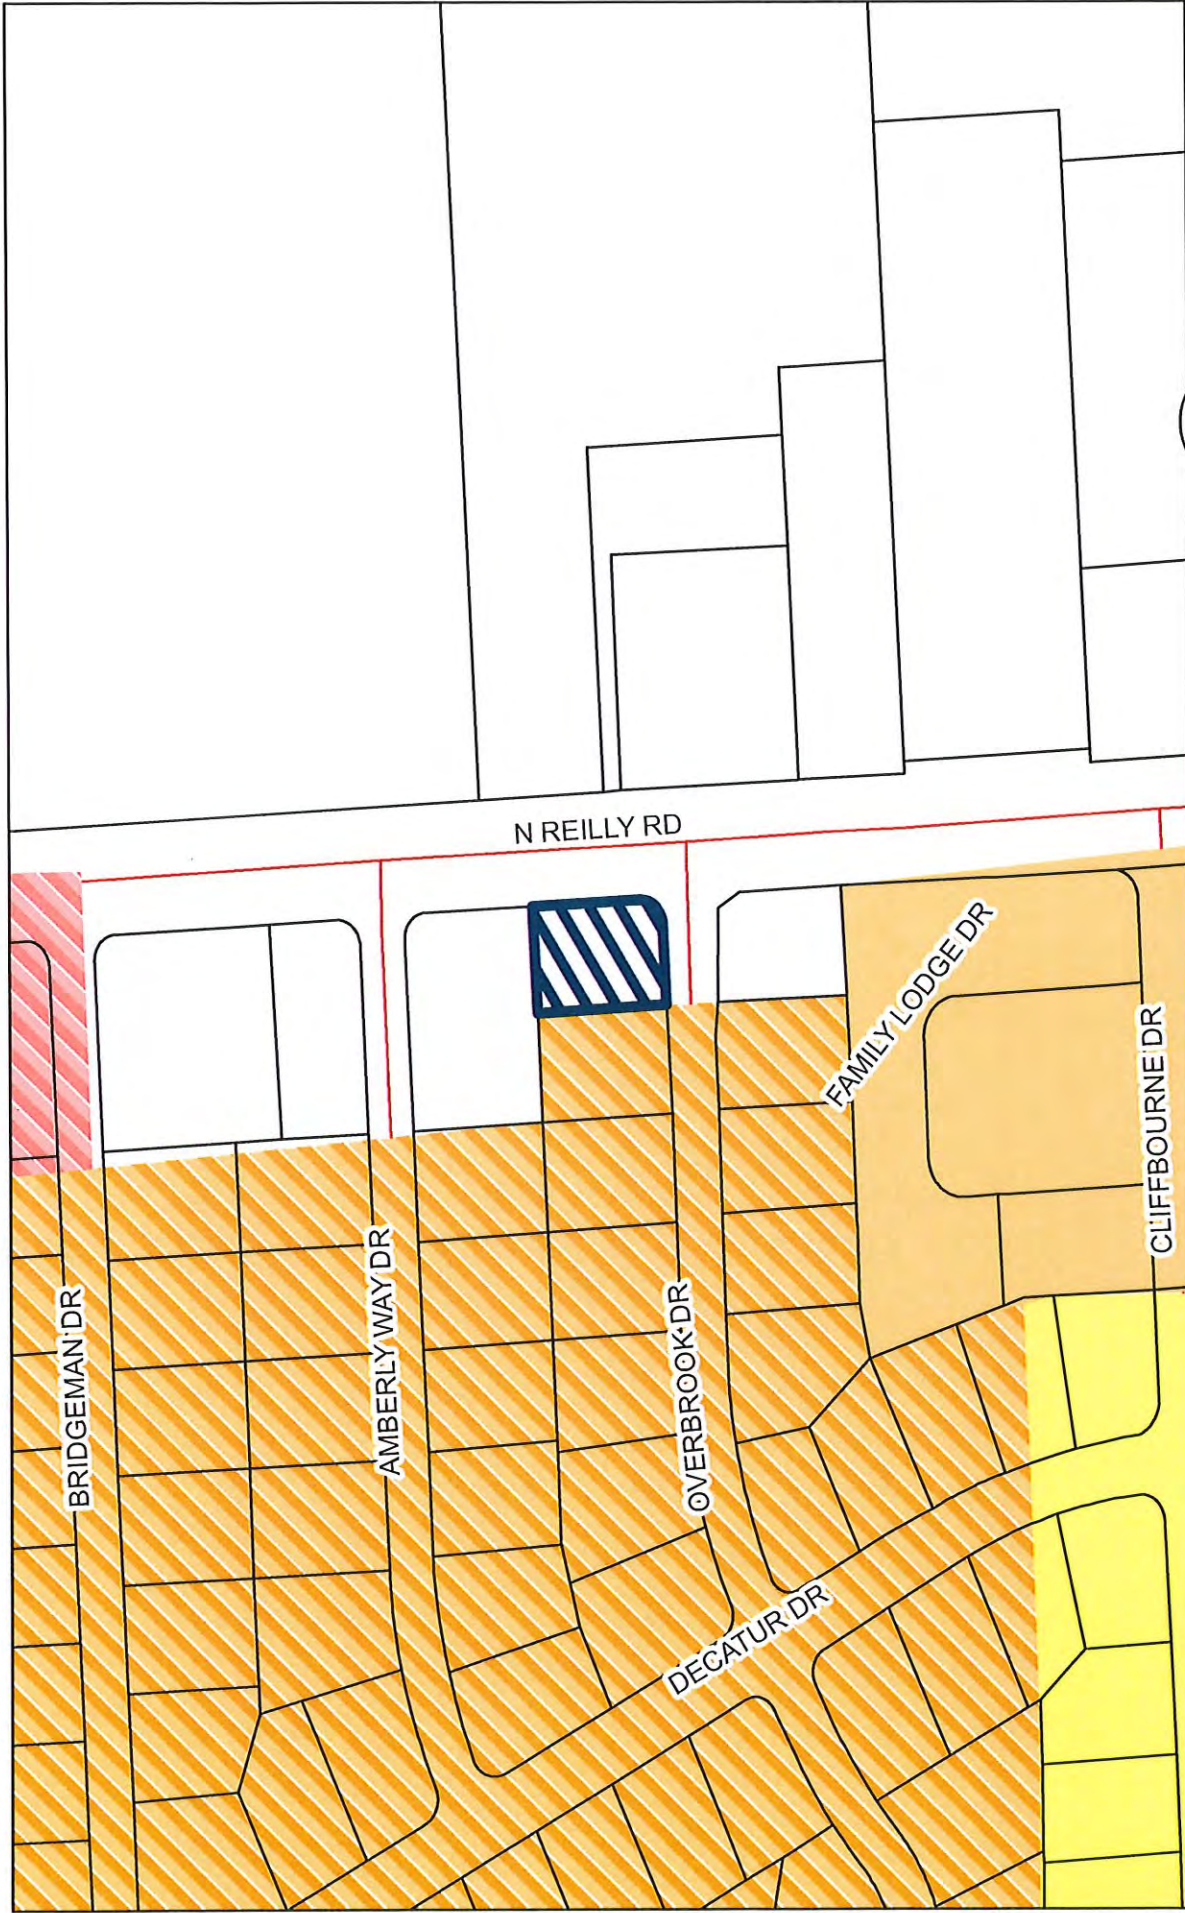 N REILLY RD
FAMILY LODGE DR
CLIFFBOURNE DR
BRIDGEMAN DR
AMBERLY WAY DR
OVERBROOK DR
DECATUR DR